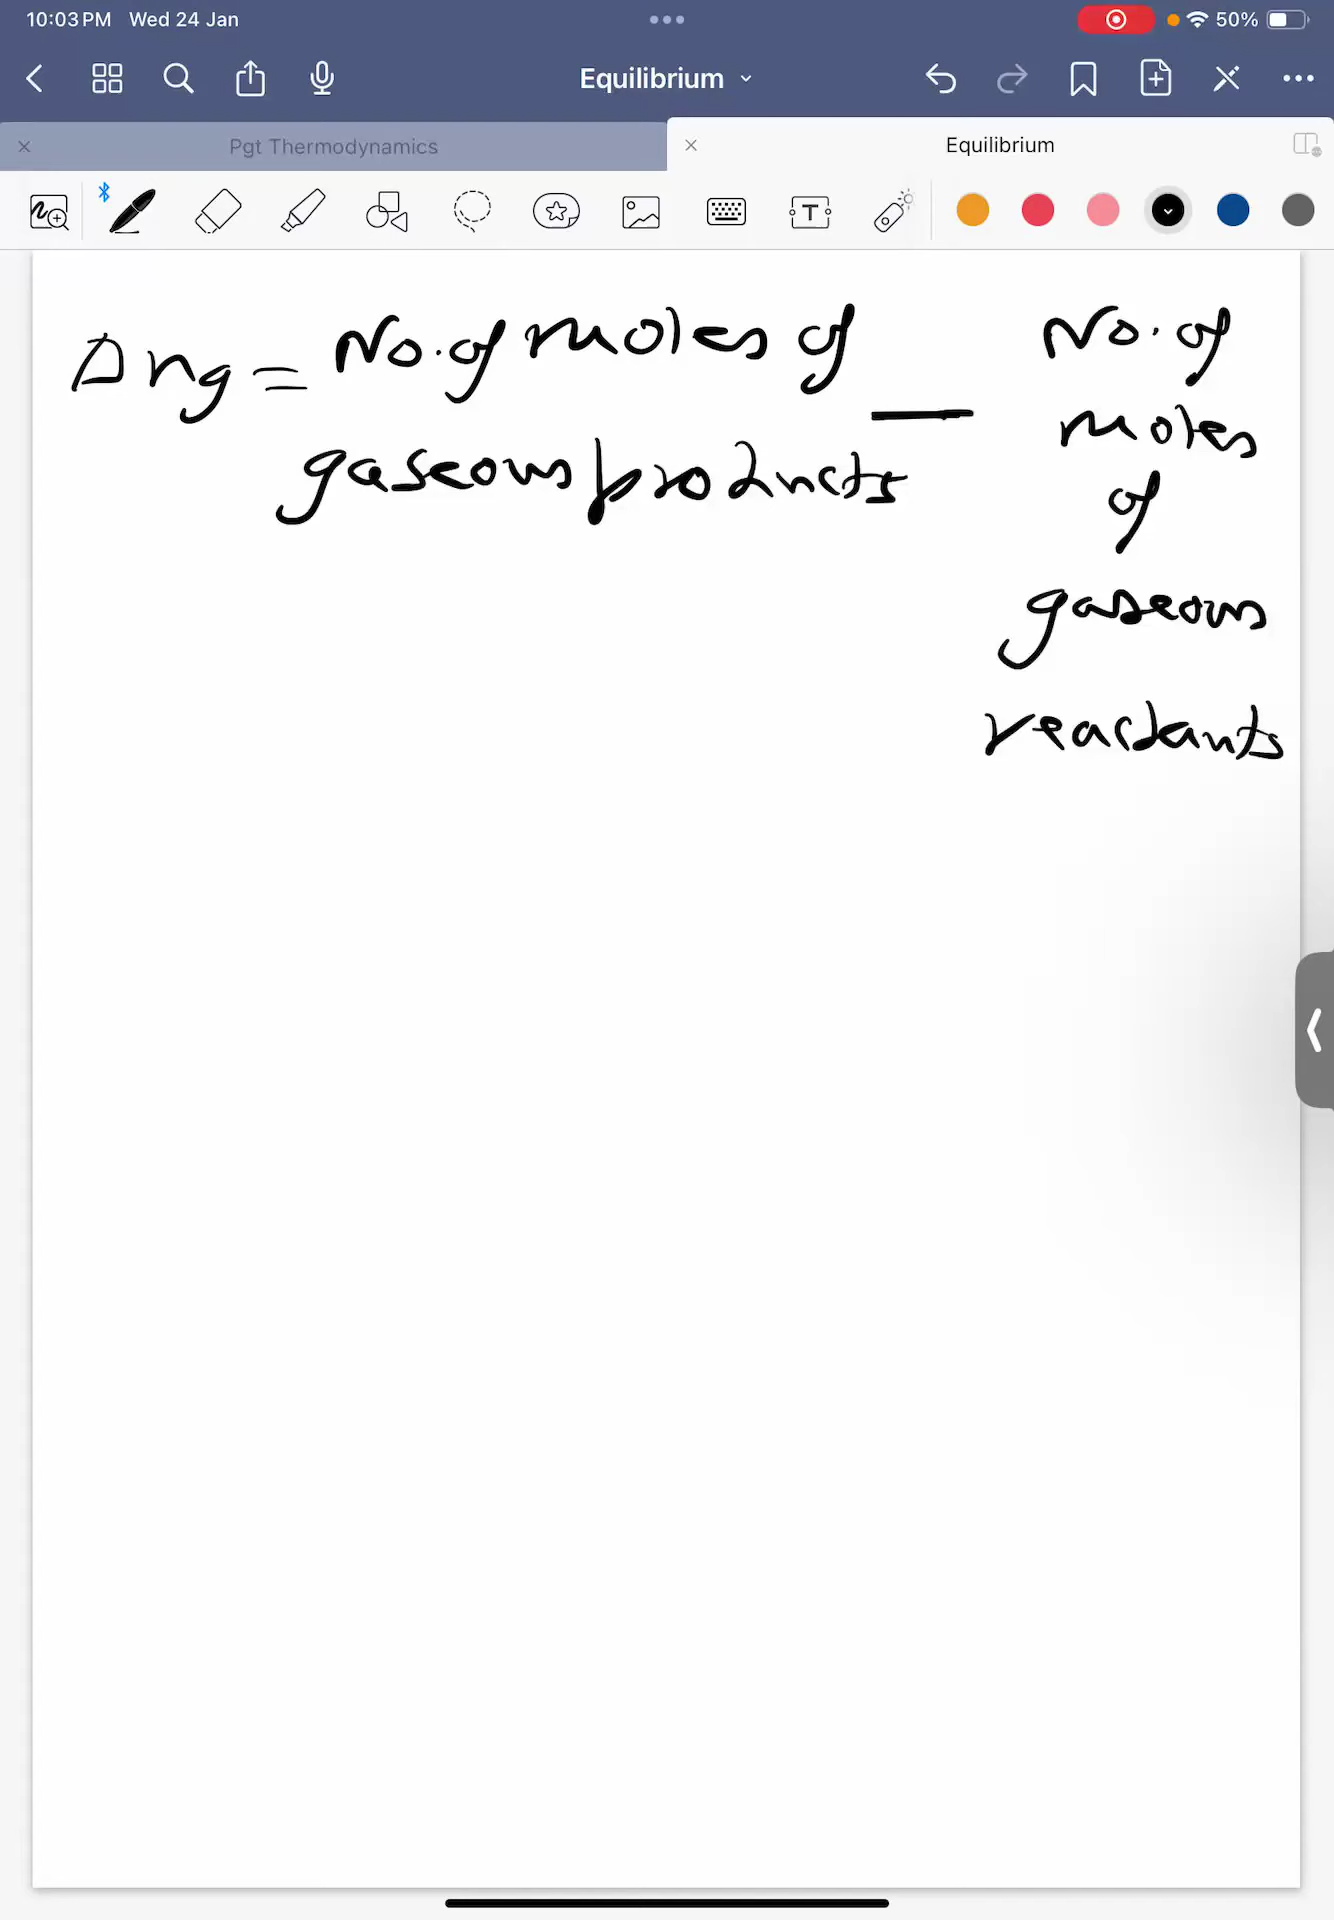 10:03 PM Wed 24 Jan
50%
Equilibrium
Pgt Thermodynamics
Equilibrium
T
Δng = No. of moles of
gaseous products
—
No. of
moles
of
gaseous
reactants